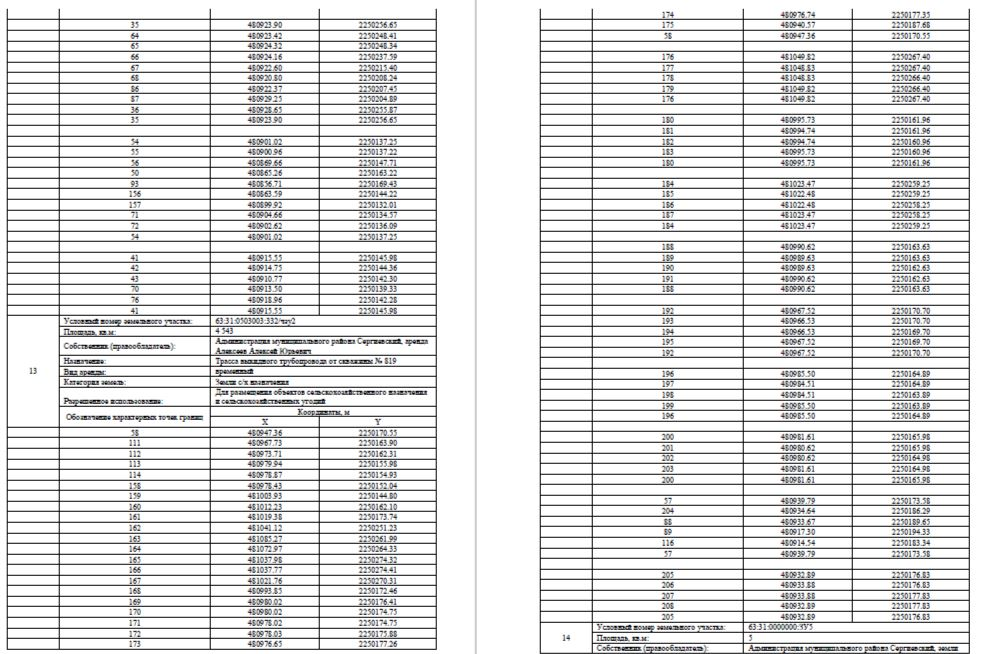 35 480923.90 2250256.65
64 480923.42 2250248.41
65 480924.32 2250248.34
66 480924.16 2250237.59
67 480922.60 2250215.40
68 480920.80 2250208.24
86 480922.37 2250207.45
87 480929.25 2250204.89
36 480928.65 2250255.87
35 480923.90 2250256.65
54 480901.02 2250137.25
55 480900.96 2250137.22
56 480869.66 2250147.71
50 480865.26 2250163.22
93 480856.71 2250169.43
156 480863.59 2250144.22
157 480899.92 2250132.01
71 480904.66 2250134.57
72 480902.62 2250136.09
54 480901.02 2250137.25
41 480915.55 2250145.98
42 480914.75 2250144.36
43 480910.77 2250142.30
70 480913.50 2250139.33
76 480918.96 2250142.28
41 480915.55 2250145.98
13
Условный номер земельного участка: 63:31:0503003:332/чзу2
Площадь, кв.м: 4 543
Собственник (правообладатель): Администрация муниципального района Сергиевский, аренда
Алексеев Алексей Юрьевич
Назначение: Трасса выкидного трубопровода от скважины № 819
Вид аренды: временный
Категория земель: Земли с/х назначения
Разрешенное использование: Для размещения объектов сельскохозяйственного назначения
и сельскохозяйственных угодий
Обозначение характерных точек границ Координаты, м
X Y
58 480947.36 2250170.55
111 480967.73 2250163.90
112 480973.71 2250162.31
113 480979.94 2250155.98
114 480978.87 2250154.93
158 480978.43 2250152.04
159 481003.93 2250144.80
160 481012.23 2250162.10
161 481019.38 2250173.74
162 481041.12 2250251.23
163 481085.27 2250261.99
164 481072.97 2250264.33
165 481037.98 2250274.32
166 481037.77 2250274.41
167 481021.76 2250270.31
168 480993.85 2250172.46
169 480980.02 2250176.41
170 480980.02 2250174.75
171 480978.02 2250174.75
172 480978.03 2250175.88
173 480976.65 2250177.26
174 480976.74 2250177.35
175 480940.57 2250187.68
58 480947.36 2250170.55
176 481049.82 2250267.40
177 481048.83 2250267.40
178 481048.83 2250266.40
179 481049.82 2250266.40
176 481049.82 2250267.40
180 480995.73 2250161.96
181 480994.74 2250161.96
182 480994.74 2250160.96
183 480995.73 2250160.96
180 480995.73 2250161.96
184 481023.47 2250259.25
185 481022.48 2250259.25
186 481022.48 2250258.25
187 481023.47 2250258.25
184 481023.47 2250259.25
188 480990.62 2250163.63
189 480989.63 2250163.63
190 480989.63 2250162.63
191 480990.62 2250162.63
188 480990.62 2250163.63
192 480967.52 2250170.70
193 480966.53 2250170.70
194 480966.53 2250169.70
195 480967.52 2250169.70
192 480967.52 2250170.70
196 480985.50 2250164.89
197 480984.51 2250164.89
198 480984.51 2250163.89
199 480985.50 2250163.89
196 480985.50 2250164.89
200 480981.61 2250165.98
201 480980.62 2250165.98
202 480980.62 2250164.98
203 480981.61 2250164.98
200 480981.61 2250165.98
57 480939.79 2250173.58
204 480934.64 2250186.29
88 480933.67 2250189.65
89 480917.30 2250194.33
116 480914.54 2250183.34
57 480939.79 2250173.58
205 480932.89 2250176.83
206 480933.88 2250176.83
207 480933.88 2250177.83
208 480932.89 2250177.83
205 480932.89 2250176.83
14
Условный номер земельного участка: 63:31:0000000:ЗУ5
Площадь, кв.м: 5
Собственник (правообладатель): Администрация муниципального района Сергиевский, земли